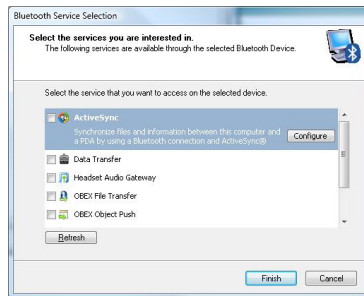 Bluetooth Service Selection
Select the services you are interested in.
The following services are available through the selected Bluetooth Device.
Select the service that you want to access on the selected device.
ActiveSync
Synchronize files and information between this computer and
a PDA by using a Bluetooth connection and ActiveSync®
Configure
Data Transfer
Headset Audio Gateway
OBEX File Transfer
OBEX Object Push
Refresh
Finish
Cancel